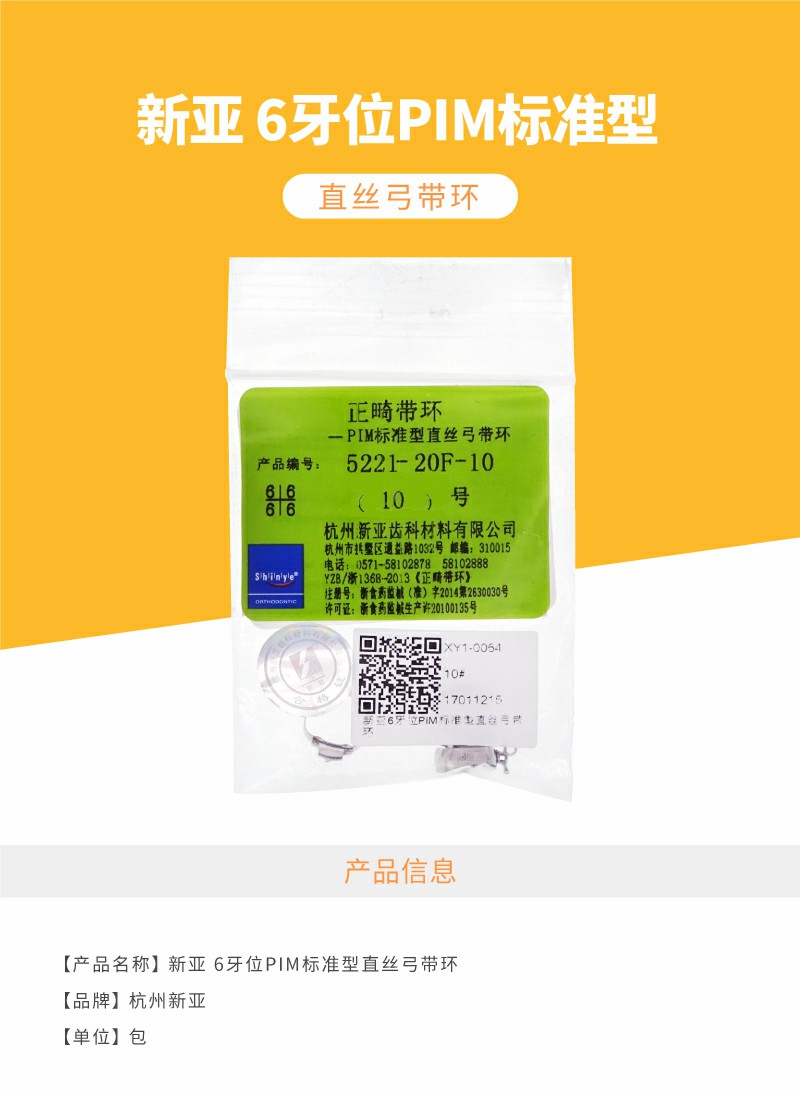 新亚 6牙位PIM标准型
直丝弓带环
正畸带环
—PIM标准型直丝弓带环
产品编号: 5221-20F-10
6 6
6 6
( 10 ) 号
杭州新亚齿科材料有限公司
杭州市拱墅区通益路1032号 邮编: 310015
电话: 0571-58102878 58102888
YZB/浙1368-2013《正畸带环》
注册号: 浙食药监械(准)字2014第2630030号
许可证: 浙食药监械生产许20100135号
Shinye®
ORTHODONTIC
合格证
XY1-0054
10#
17011215
新亚6牙位PIM标准型直丝弓带
环
产品信息
【产品名称】新亚 6牙位PIM标准型直丝弓带环
【品牌】杭州新亚
【单位】包